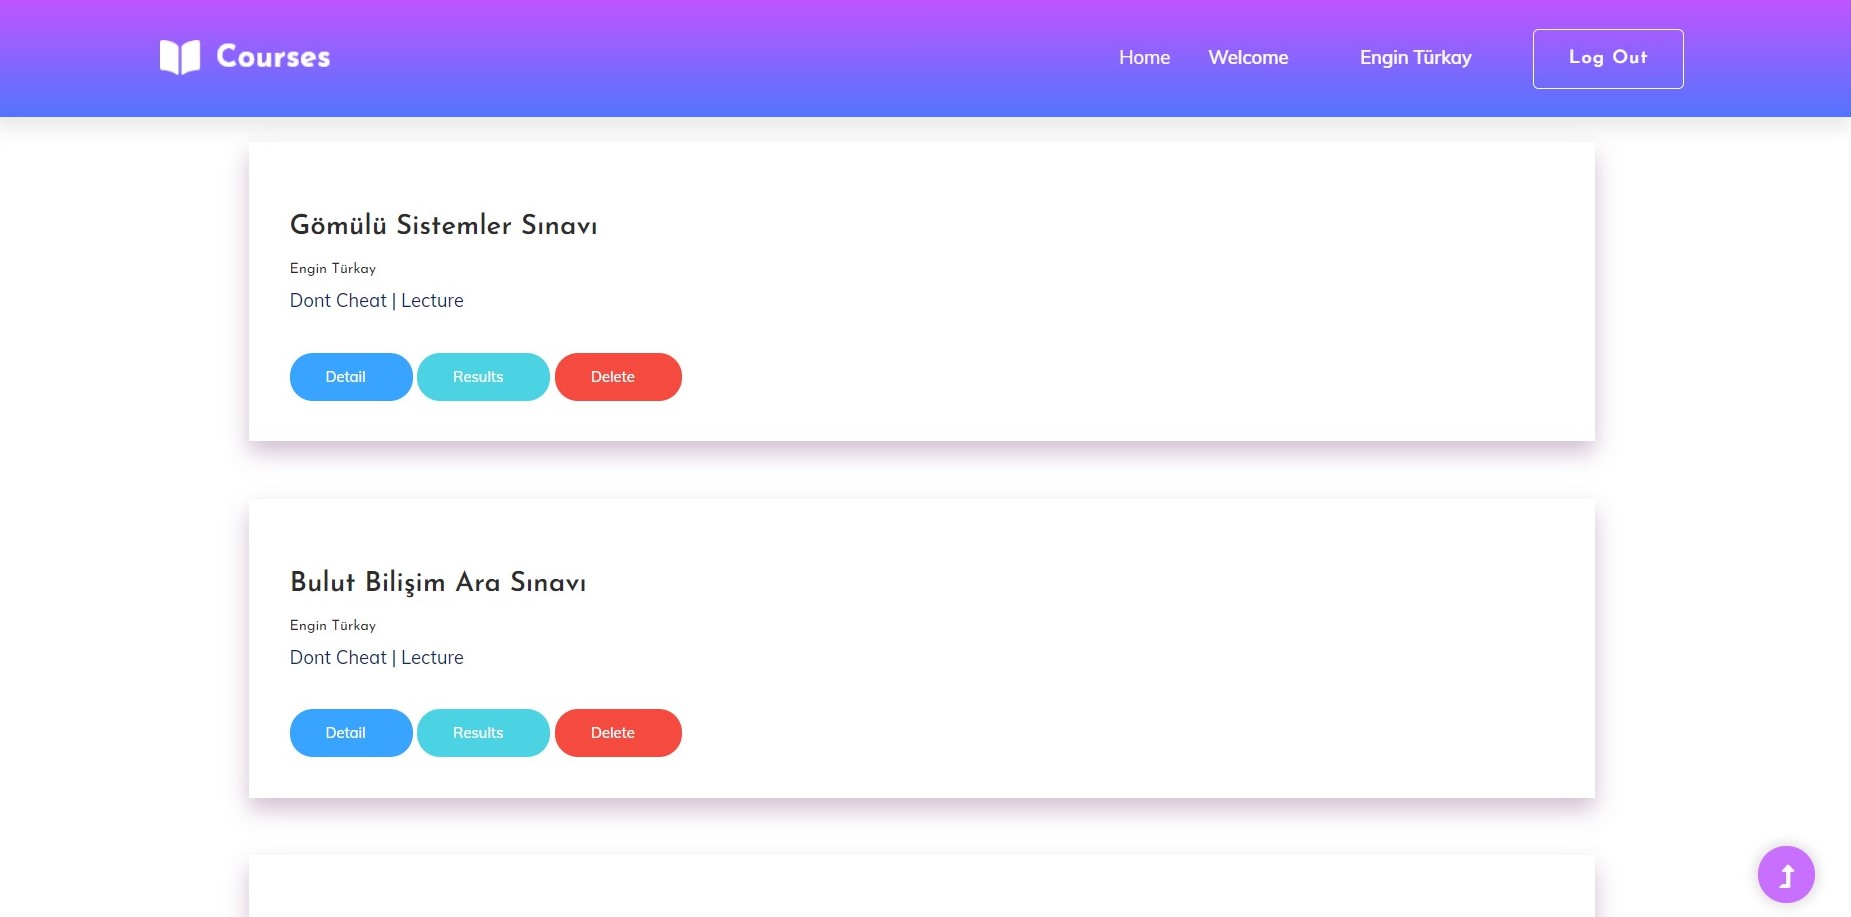 Courses
Home Welcome Engin Türkay Log Out
Gömülü Sistemler Sınavı
Engin Türkay
Dont Cheat | Lecture
Detail Results Delete
Bulut Bilişim Ara Sınavı
Engin Türkay
Dont Cheat | Lecture
Detail Results Delete